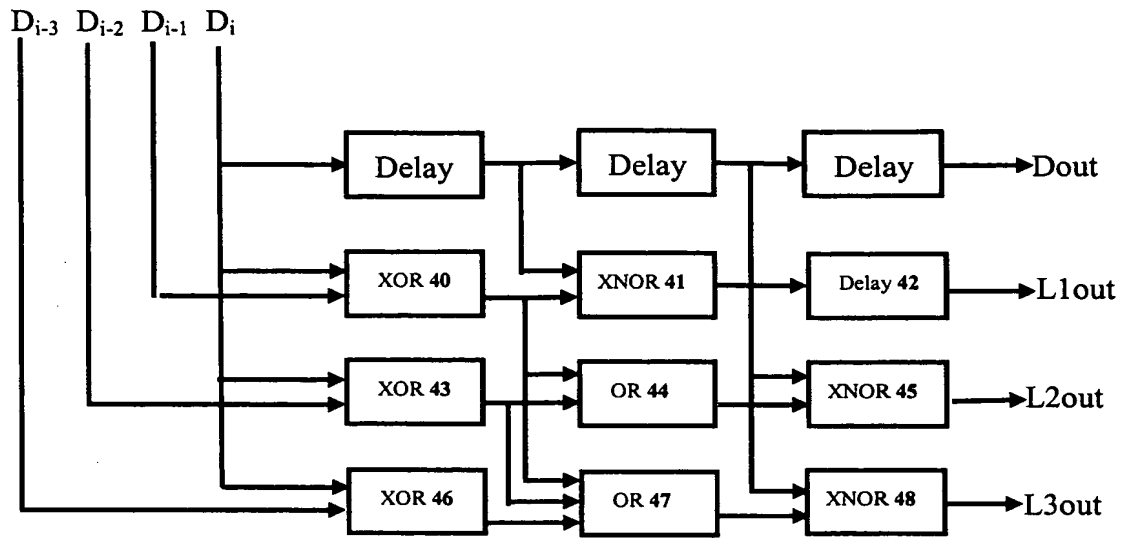 Di-3 Di-2 Di-1 Di
Delay Delay Delay Dout
XOR 40 XNOR 41 Delay 42 L1out
XOR 43 OR 44 XNOR 45 L2out
XOR 46 OR 47 XNOR 48 L3out